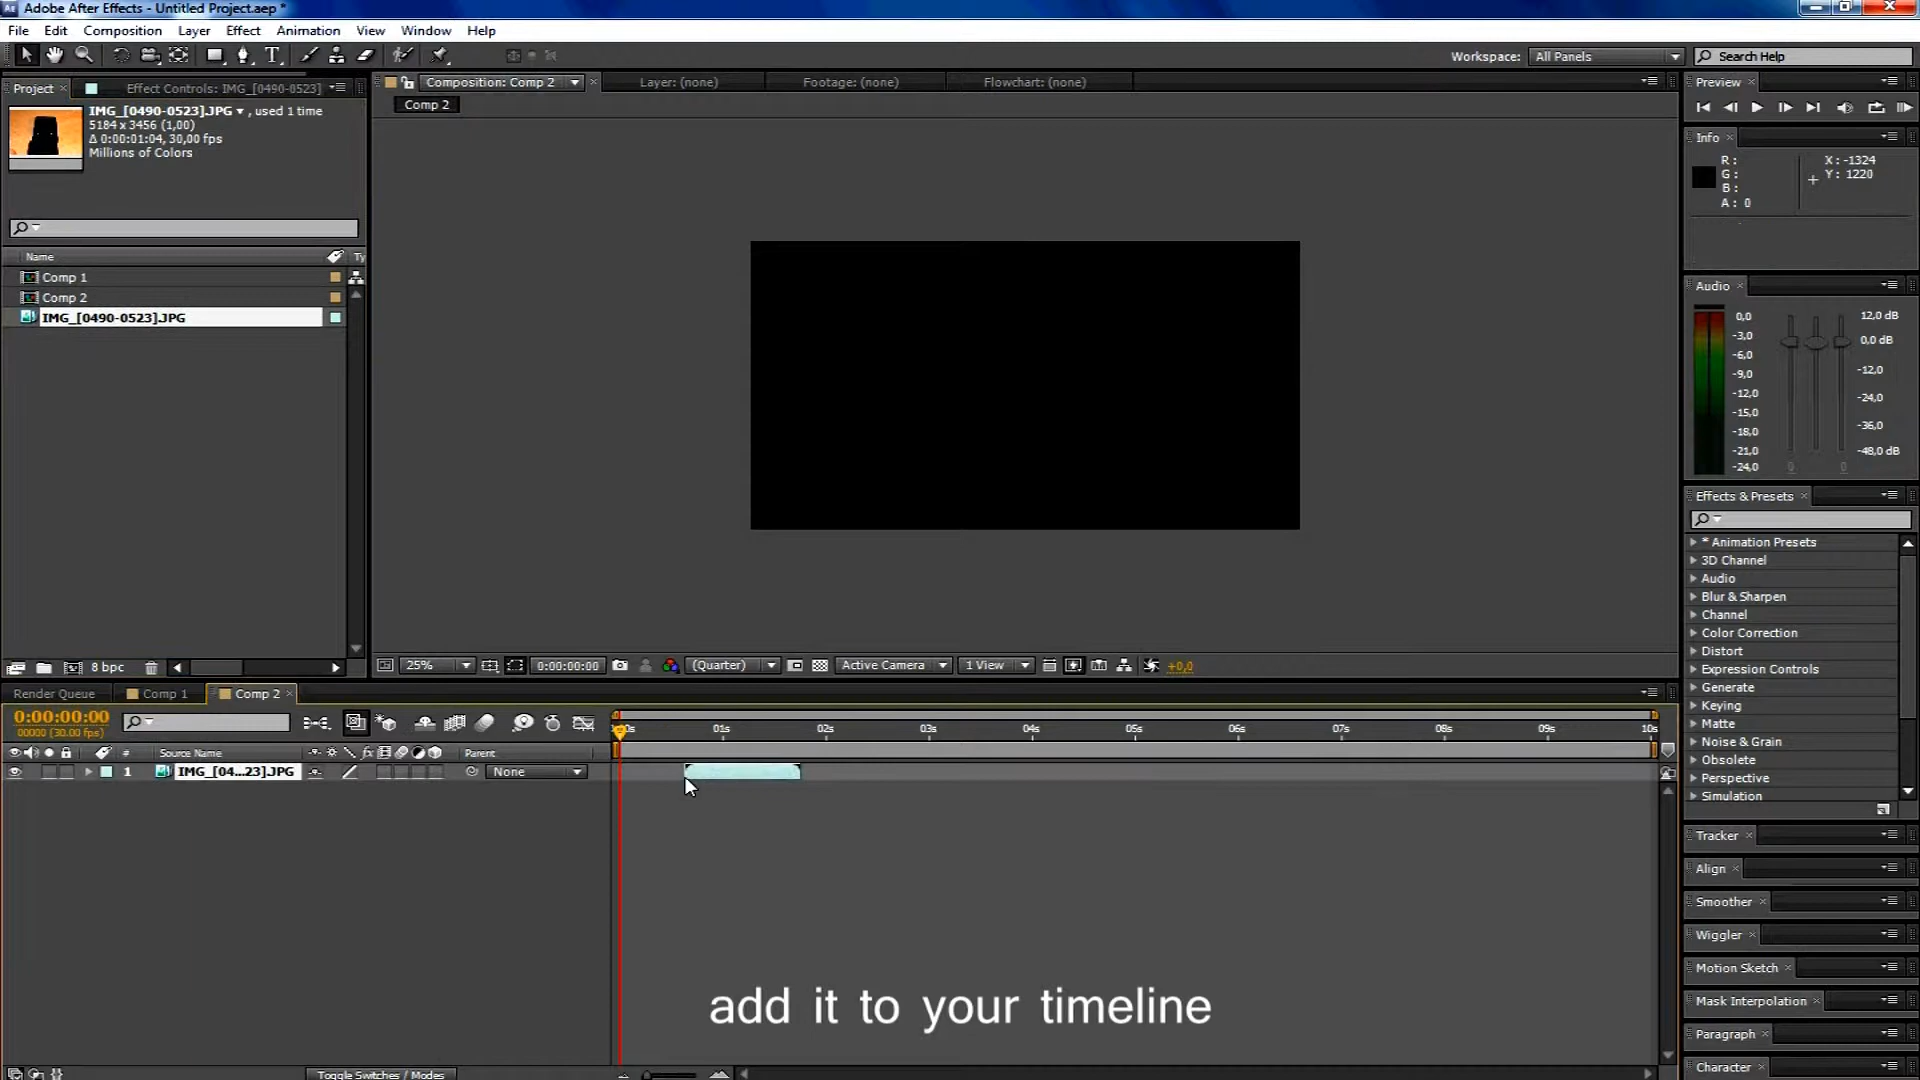 Adobe After Effects - Untitled Project.aep *
File Edit Composition Layer Effect Animation View Window Help
Workspace: All Panels Search Help
Project Effect Controls: IMG_[0490-0523]
IMG_[0490-0523].JPG , used 1 time
5184 x 3456 (1,00)
Δ 0:00:01:04, 30,00 fps
Millions of Colors
Name Ty
Comp 1
Comp 2
IMG_[0490-0523].JPG
8 bpc
Composition: Comp 2 Layer: (none) Footage: (none) Flowchart: (none)
Comp 2
25% 0:00:00:00 (Quarter) Active Camera 1 View +0,0
Preview
Info
R :
G :
B :
A : 0
X : -1324
Y : 1220
Audio
0,0
-3,0
-6,0
-9,0
-12,0
-15,0
-18,0
-21,0
-24,0
12,0 dB
0,0 dB
-12,0
-24,0
-36,0
-48,0 dB
0 0
Effects & Presets
* Animation Presets
3D Channel
Audio
Blur & Sharpen
Channel
Color Correction
Distort
Expression Controls
Generate
Keying
Matte
Noise & Grain
Obsolete
Perspective
Simulation
Tracker
Align
Smoother
Wiggler
Motion Sketch
Mask Interpolation
Paragraph
Character
Render Queue Comp 1 Comp 2
0:00:00:00
00000 (30.00 fps)
01s 02s 03s 04s 05s 06s 07s 08s 09s 10s
# Source Name fx Parent
1 IMG_[04...23].JPG None
add it to your timeline
Toggle Switches / Modes